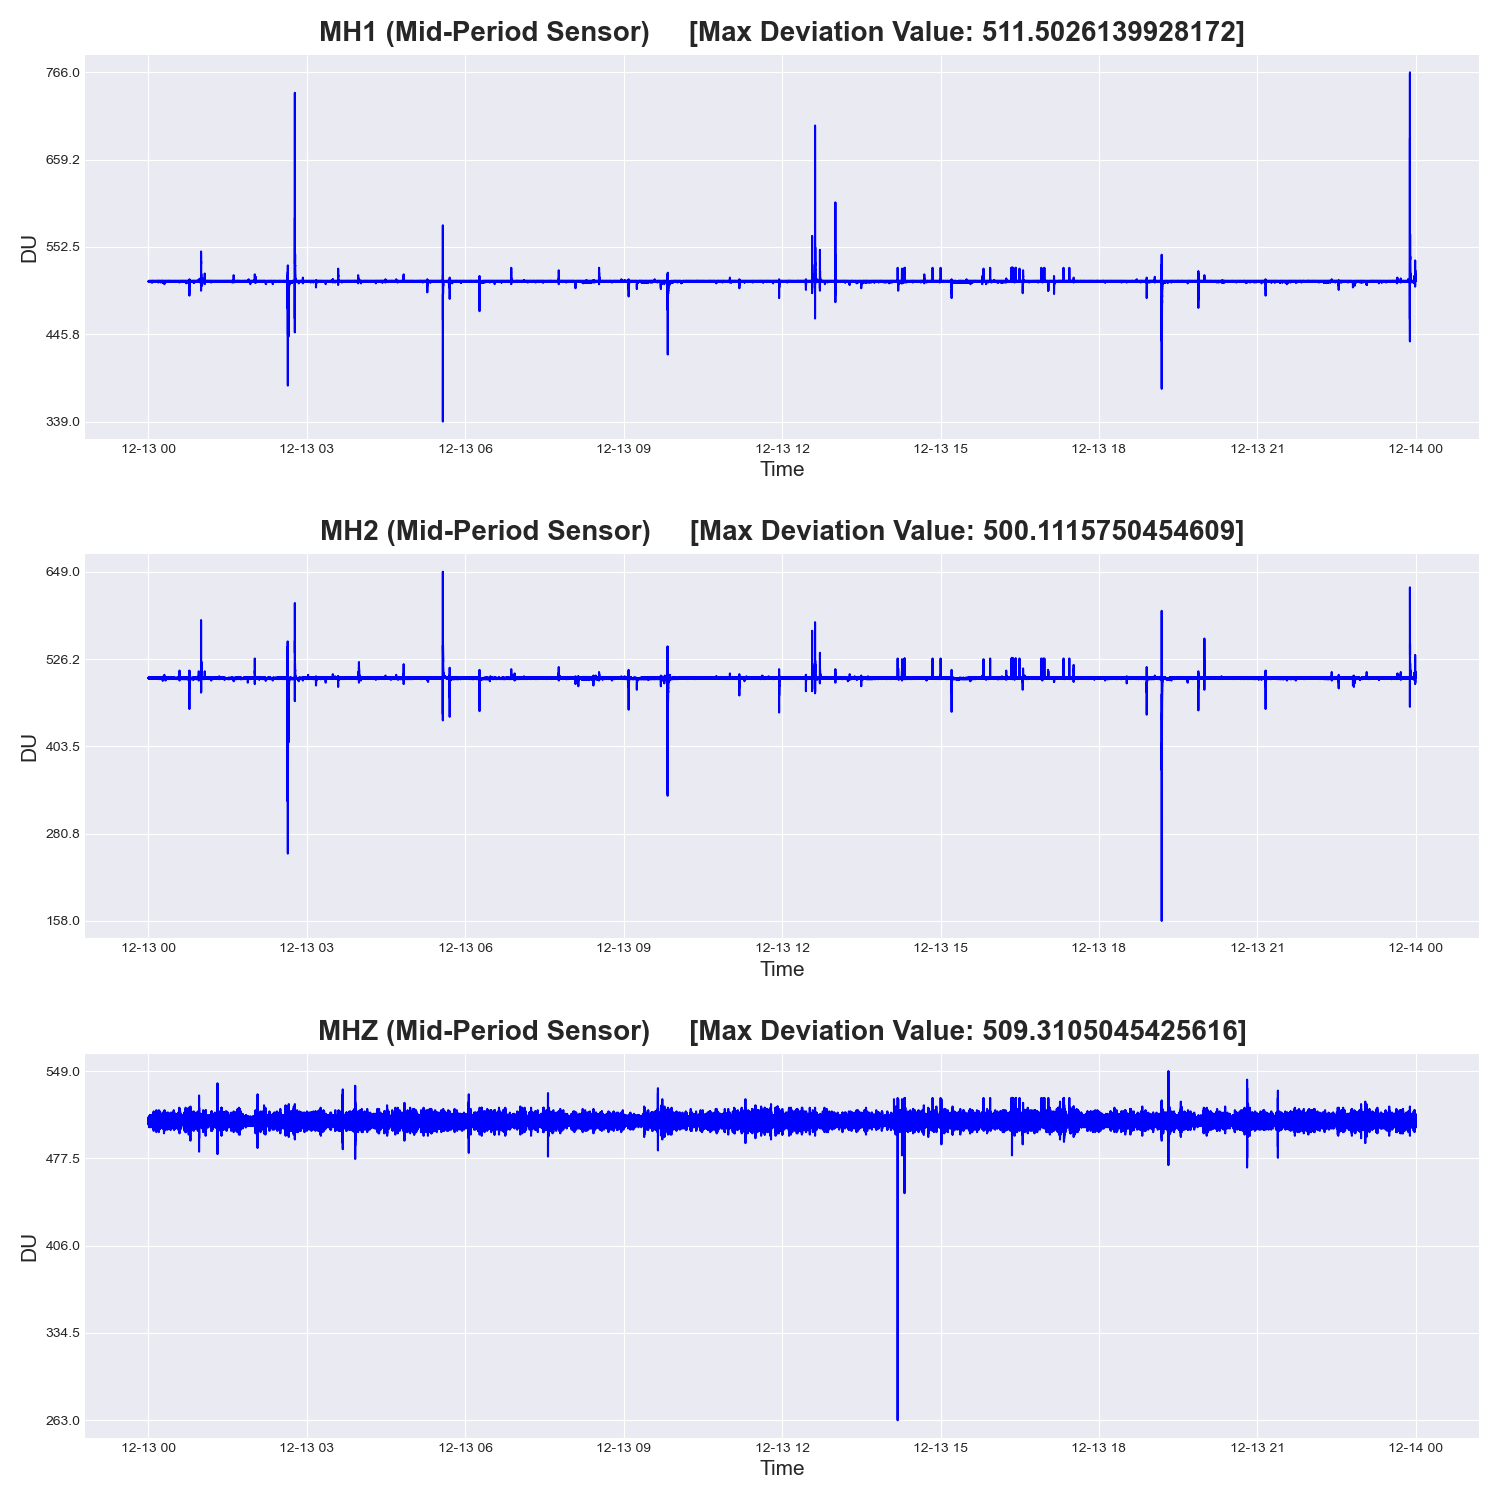 MH1 (Mid-Period Sensor) [Max Deviation Value: 511.5026139928172]
766.0
659.2
552.5
445.8
339.0
DU
12-13 00 12-13 03 12-13 06 12-13 09 12-13 12 12-13 15 12-13 18 12-13 21 12-14 00
Time
MH2 (Mid-Period Sensor) [Max Deviation Value: 500.1115750454609]
649.0
526.2
403.5
280.8
158.0
DU
12-13 00 12-13 03 12-13 06 12-13 09 12-13 12 12-13 15 12-13 18 12-13 21 12-14 00
Time
MHZ (Mid-Period Sensor) [Max Deviation Value: 509.3105045425616]
549.0
477.5
406.0
334.5
263.0
DU
12-13 00 12-13 03 12-13 06 12-13 09 12-13 12 12-13 15 12-13 18 12-13 21 12-14 00
Time